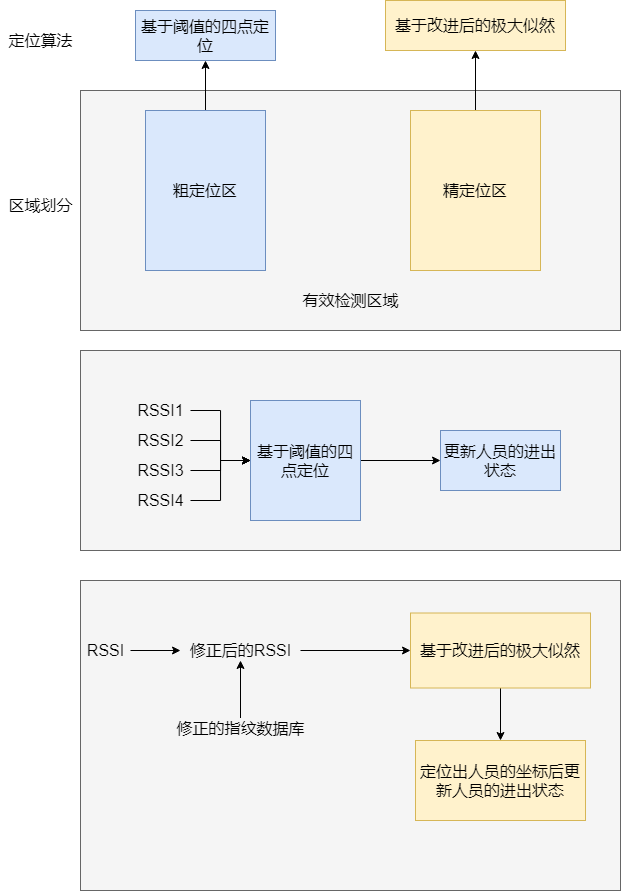 定位算法
基于阈值的四点定
位
基于改进后的极大似然
区域划分
粗定位区
精定位区
有效检测区域
RSSI1
RSSI2
RSSI3
RSSI4
基于阈值的四
点定位
更新人员的进出
状态
RSSI
修正后的RSSI
基于改进后的极大似然
修正的指纹数据库
定位出人员的坐标后更
新人员的进出状态